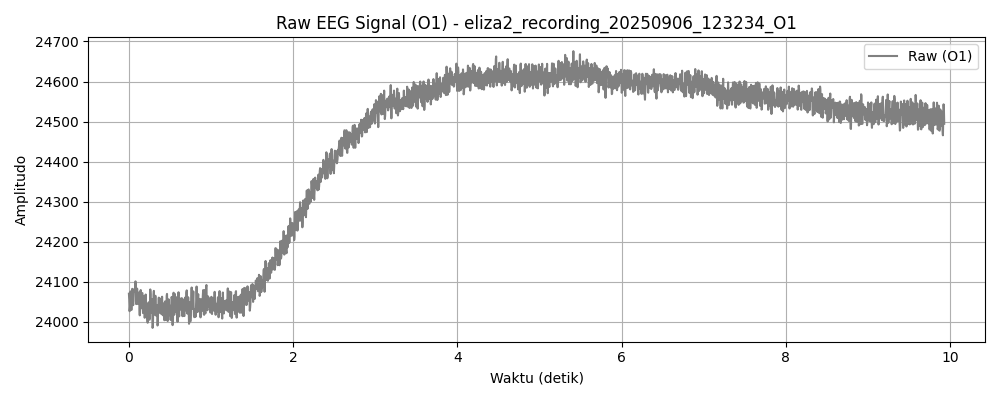 Raw EEG Signal (O1) - eliza2_recording_20250906_123234_O1
24700
24600
24500
24400
24300
24200
24100
24000
Amplitudo
Raw (O1)
0 2 4 6 8 10
Waktu (detik)